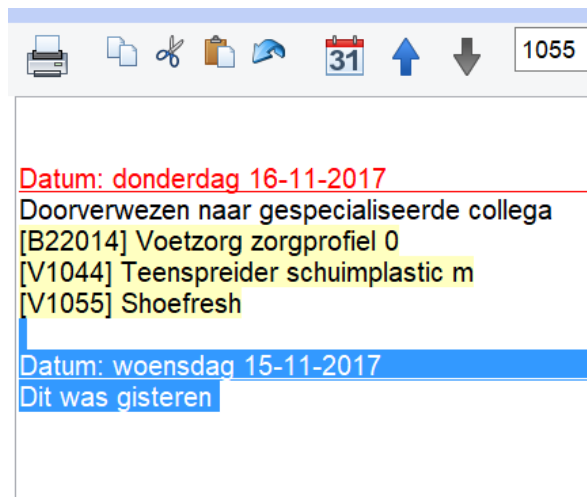 31
1055
Datum: donderdag 16-11-2017
Doorverwezen naar gespecialiseerde collega
[B22014] Voetzorg zorgprofiel 0
[V1044] Teenspreider schuimplastic m
[V1055] Shoefresh
Datum: woensdag 15-11-2017
Dit was gisteren